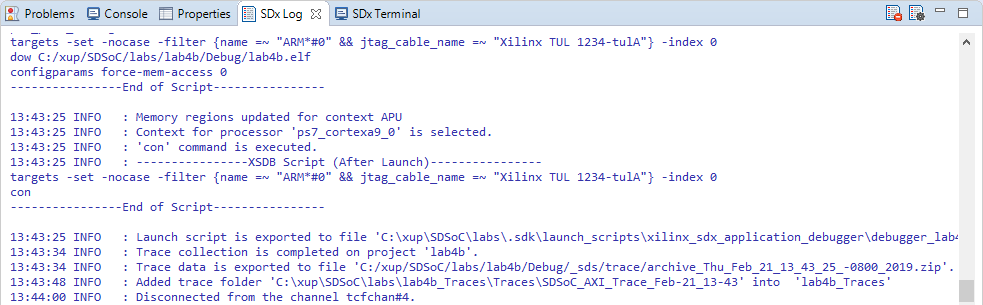 Problems Console Properties SDx Log SDx Terminal
targets -set -nocase -filter {name =~ "ARM*#0" && jtag_cable_name =~ "Xilinx TUL 1234-tulA"} -index 0
dow C:/xup/SDSoC/labs/lab4b/Debug/lab4b.elf
configparams force-mem-access 0
----------------End of Script----------------
13:43:25 INFO : Memory regions updated for context APU
13:43:25 INFO : Context for processor 'ps7_cortexa9_0' is selected.
13:43:25 INFO : 'con' command is executed.
13:43:25 INFO : ----------------XSDB Script (After Launch)----------------
targets -set -nocase -filter {name =~ "ARM*#0" && jtag_cable_name =~ "Xilinx TUL 1234-tulA"} -index 0
con
----------------End of Script----------------
13:43:25 INFO : Launch script is exported to file 'C:\xup\SDSoC\labs\.sdk\launch_scripts\xilinx_sdx_application_debugger\debugger_lab4
13:43:34 INFO : Trace collection is completed on project 'lab4b'.
13:43:34 INFO : Trace data is exported to file 'C:/xup/SDSoC/labs/lab4b/Debug/_sds/trace/archive_Thu_Feb_21_13_43_25_-0800_2019.zip'.
13:43:48 INFO : Added trace folder 'C:\xup\SDSoC\labs\lab4b_Traces\Traces\SDSoC_AXI_Trace_Feb-21_13-43' into 'lab4b_Traces'
13:44:00 INFO : Disconnected from the channel tcfchan#4.